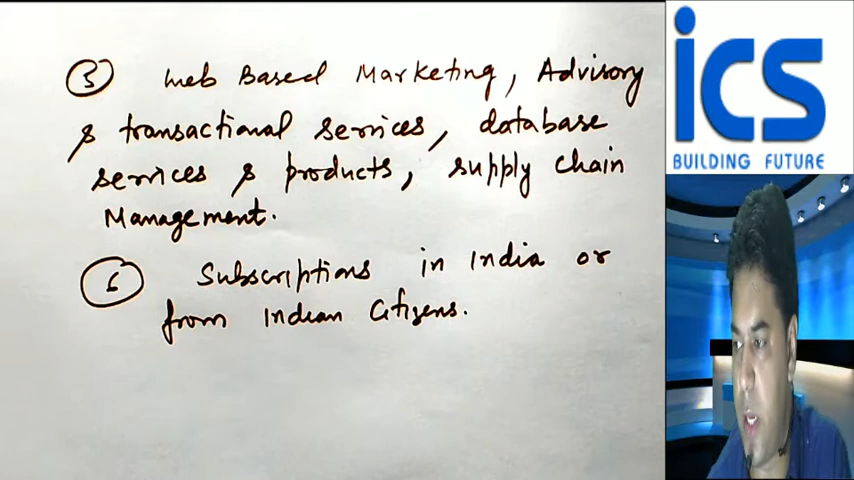 5 Web Based Marketing, Advisory
& transactional services, database
services & products, supply chain
Management.
6 Subscriptions in India or
from Indian Citizens.
ics
BUILDING FUTURE